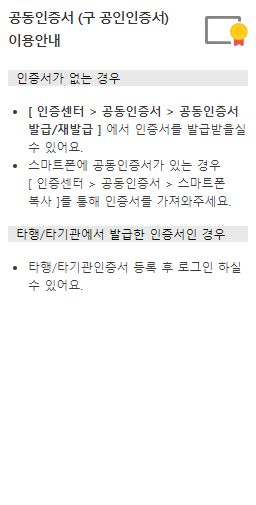 공동인증서 (구 공인인증서)
이용안내
인증서가 없는 경우
• [ 인증센터 > 공동인증서 > 공동인증서
발급/재발급 ] 에서 인증서를 발급받을실
수 있어요.
• 스마트폰에 공동인증서가 있는 경우
[ 인증센터 > 공동인증서 > 스마트폰
복사 ]를 통해 인증서를 가져와주세요.
타행/타기관에서 발급한 인증서인 경우
• 타행/타기관인증서 등록 후 로그인 하실
수 있어요.